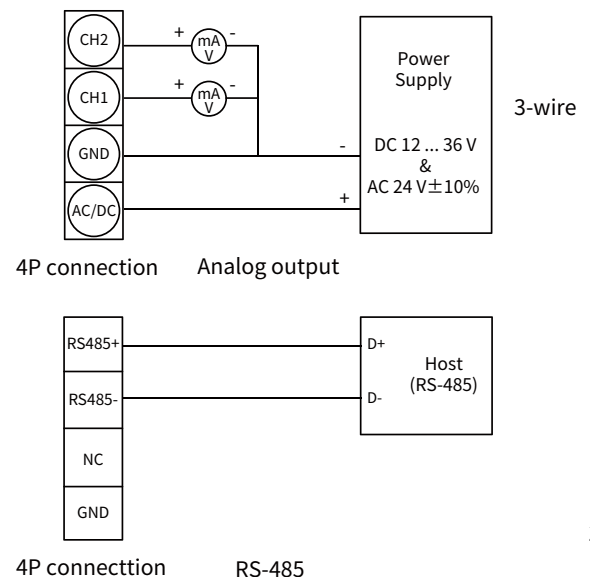 CH2
+ mA V -
CH1
+ mA V -
GND
AC/DC
-
+
Power
Supply
DC 12 ... 36 V
&
AC 24 V±10%
3-wire
4P connection
Analog output
RS485+
RS485-
NC
GND
D+
D-
Host
(RS-485)
4P connecttion
RS-485